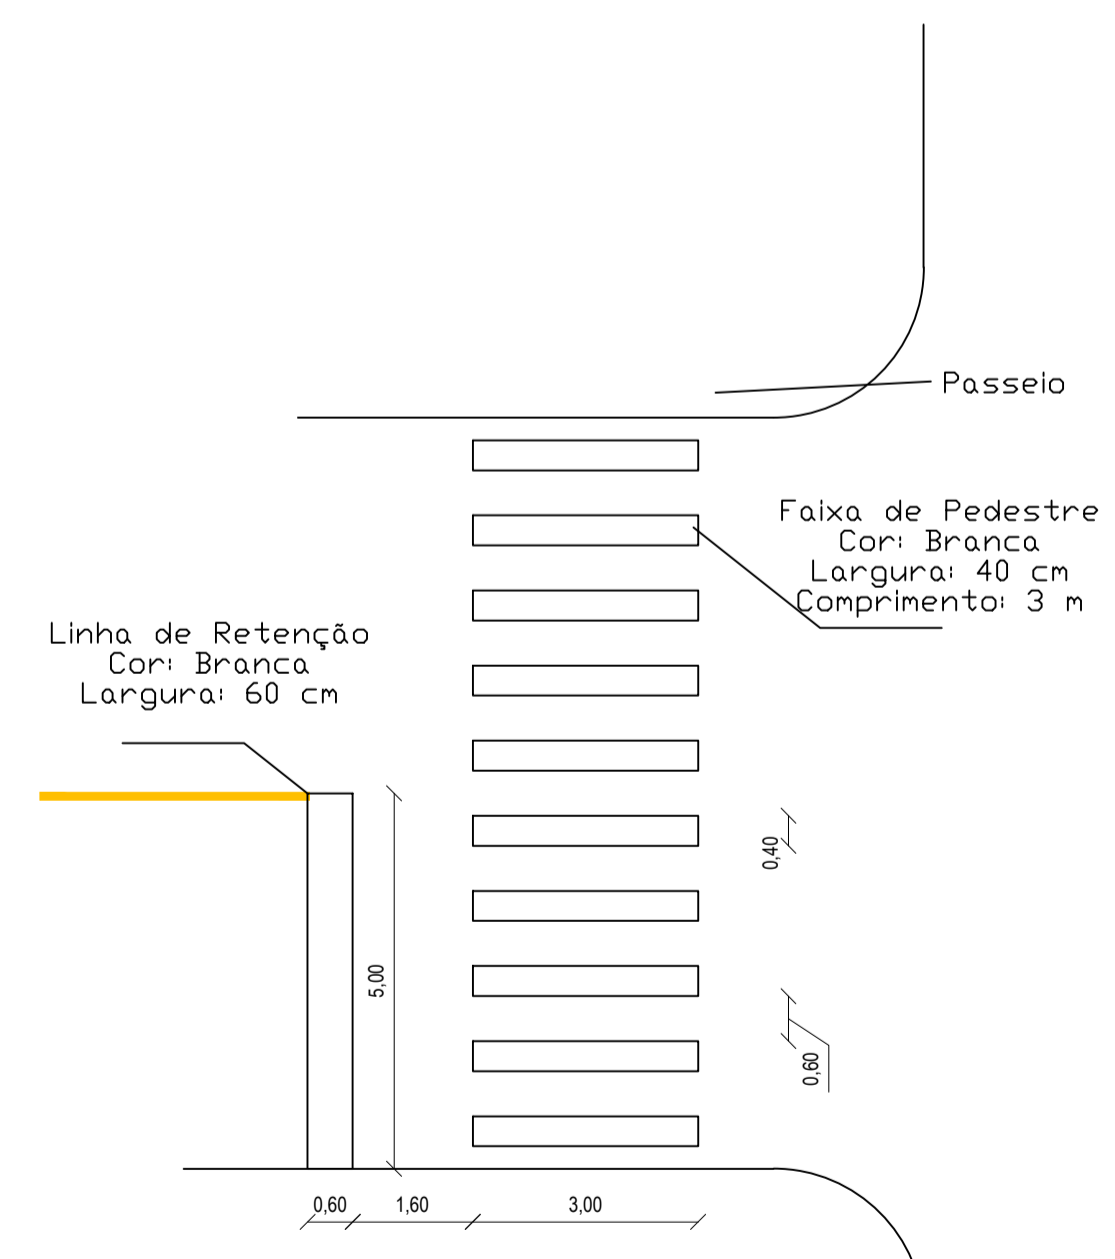 Passeio
Faixa de Pedestre
Cor: Branca
Largura: 40 cm
Comprimento: 3 m
Linha de Retenção
Cor: Branca
Largura: 60 cm
0,40
5,00
0,60
0,60
1,60
3,00